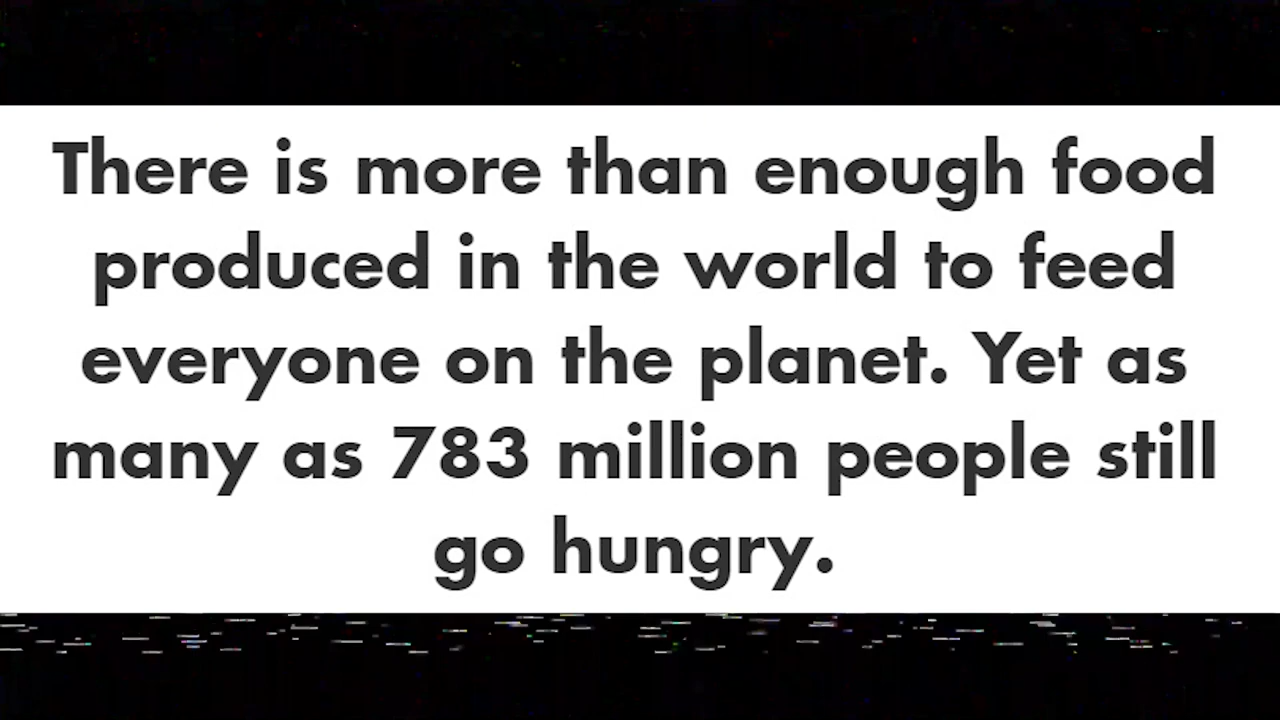 There is more than enough food
produced in the world to feed
everyone on the planet. Yet as
many as 783 million people still
go hungry.